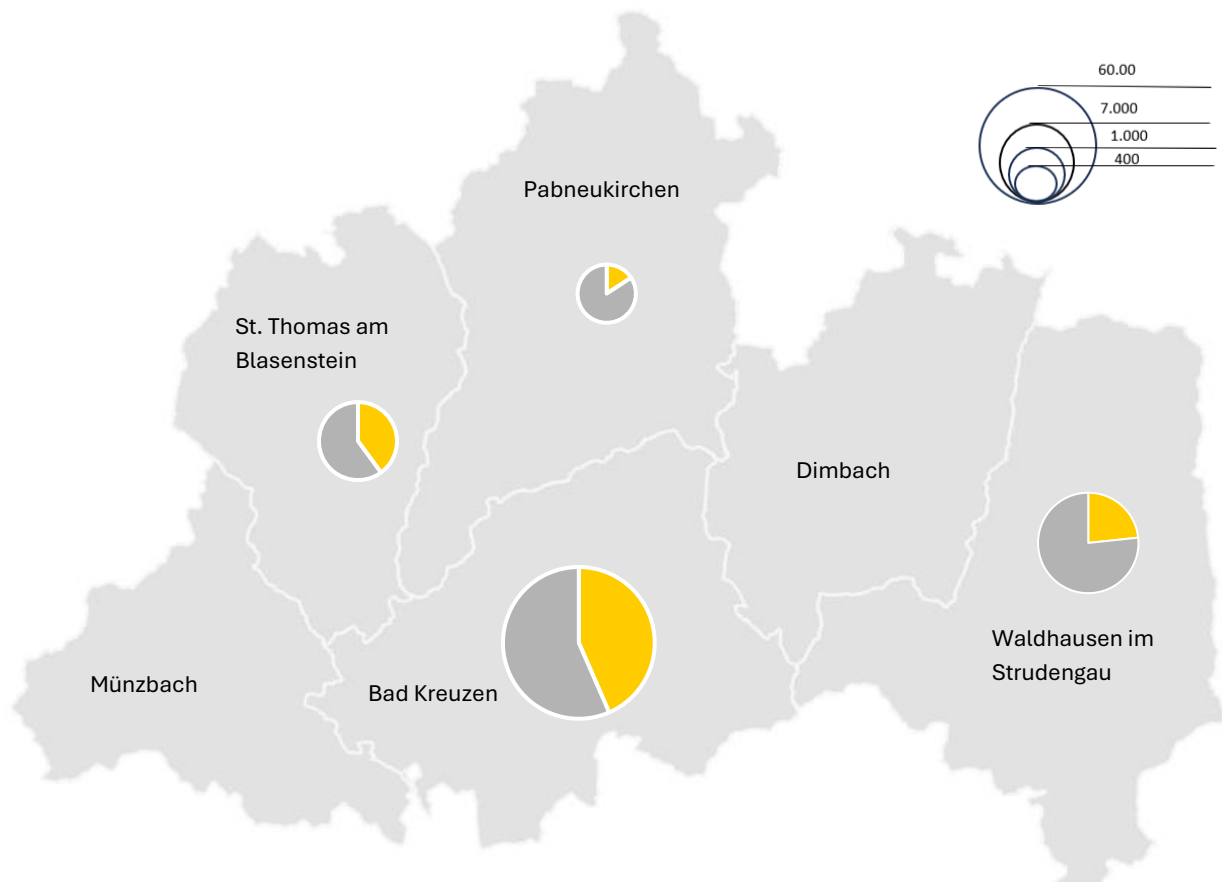 60.00
7.000
1.000
400
Pabneukirchen
St. Thomas am
Blasenstein
Dimbach
Waldhausen im
Strudengau
Münzbach
Bad Kreuzen